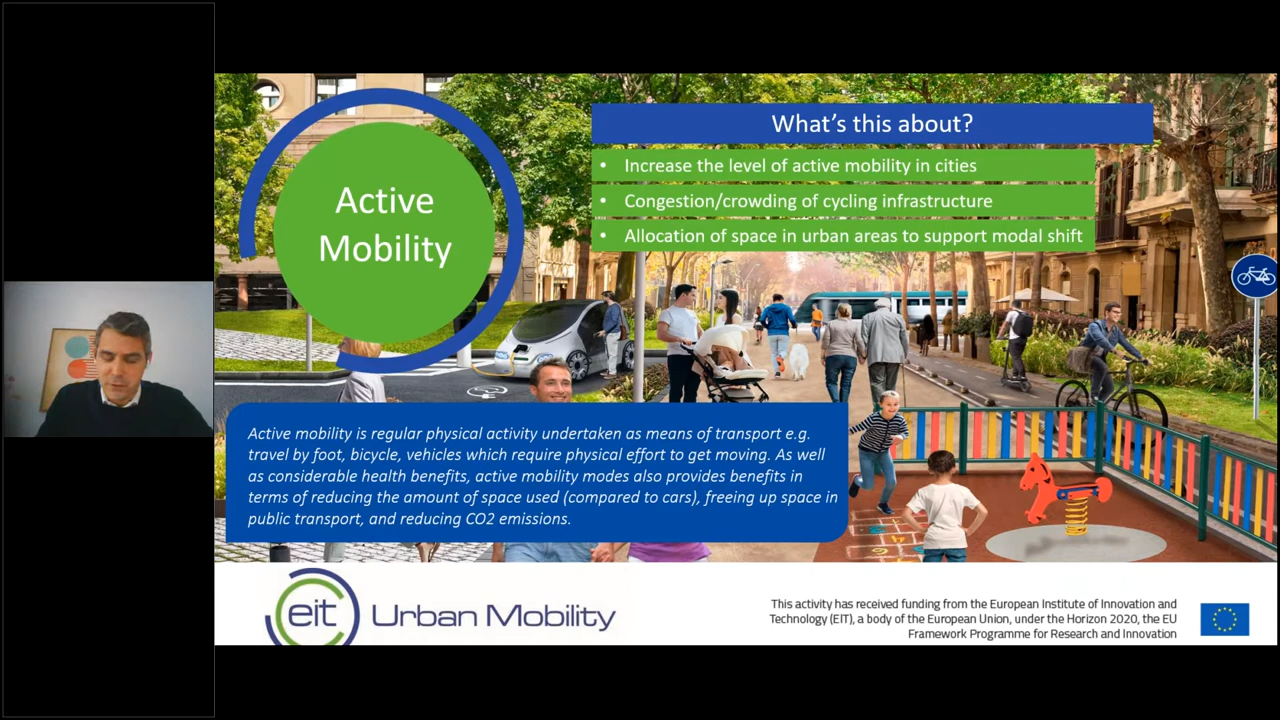 Active
Mobility
What's this about?
• Increase the level of active mobility in cities
• Congestion/crowding of cycling infrastructure
• Allocation of space in urban areas to support modal shift
Active mobility is regular physical activity undertaken as means of transport e.g.
travel by foot, bicycle, vehicles which require physical effort to get moving. As well
as considerable health benefits, active mobility modes also provides benefits in
terms of reducing the amount of space used (compared to cars), freeing up space in
public transport, and reducing CO2 emissions.
eit Urban Mobility
This activity has received funding from the European Institute of Innovation and
Technology (EIT), a body of the European Union, under the Horizon 2020, the EU
Framework Programme for Research and Innovation